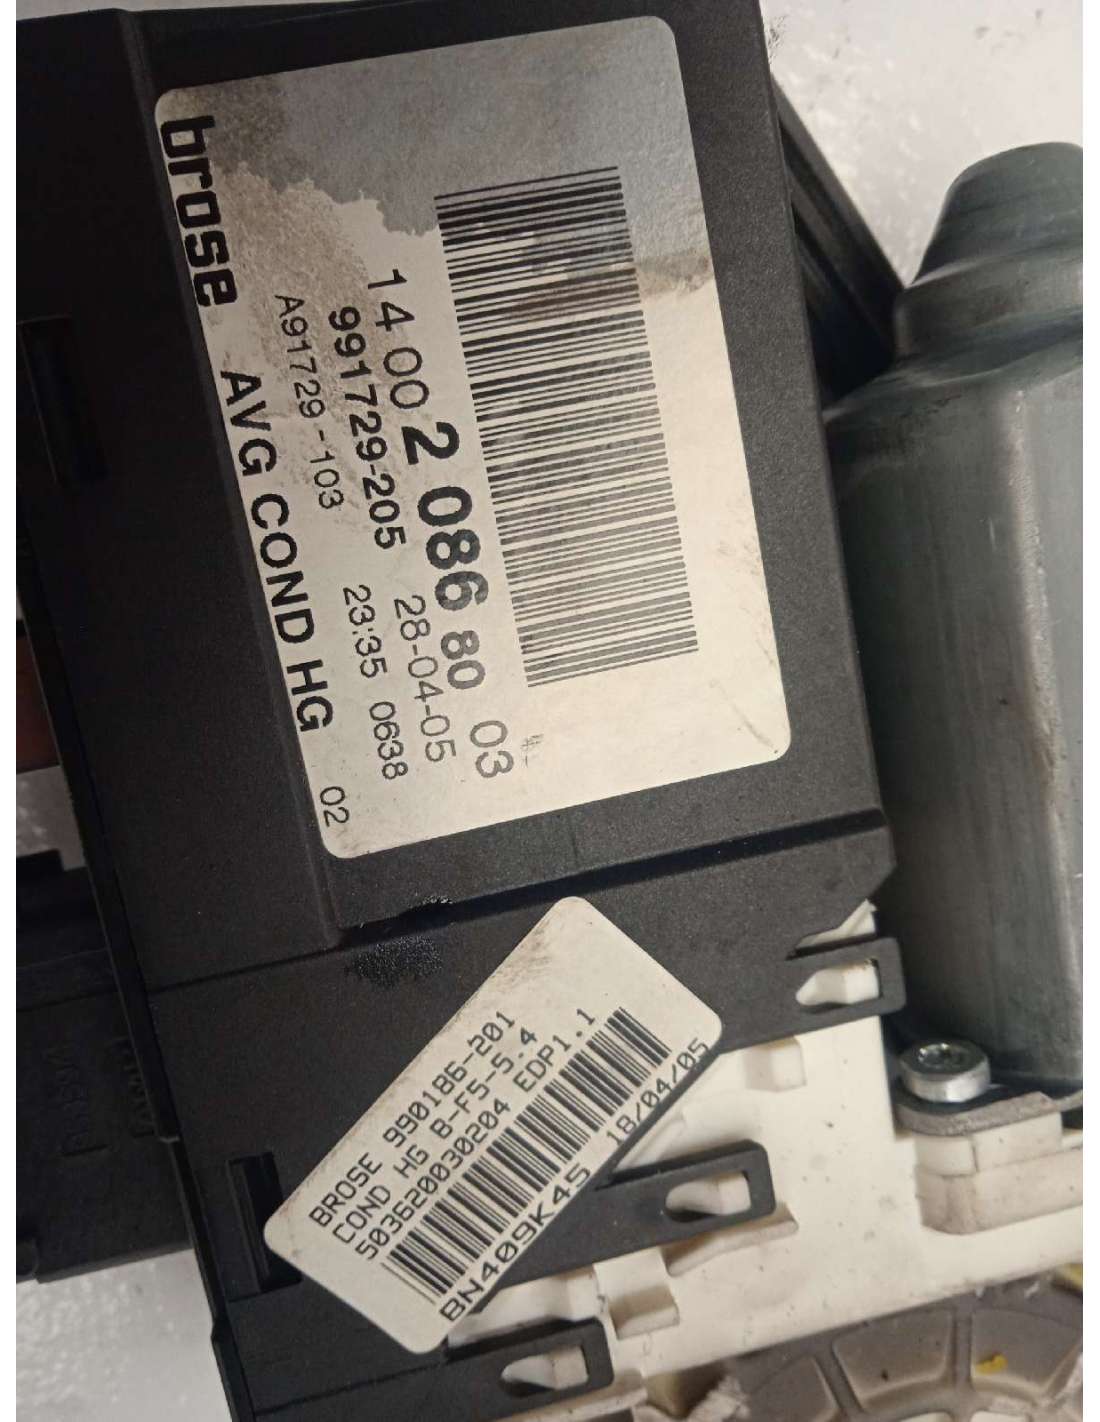 14 00 2 086 80 03
991729-205 28-04-05
A91729-103 23:35 0638
brose AVG COND HG 02
BROSE 990186-201
COND HG B-F5-5.4
503620030204 EDP1.1
BN409K45 18/04/05